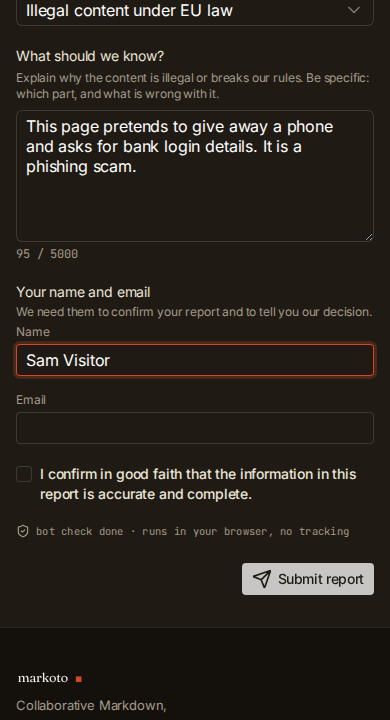 Illegal content under EU law
What should we know?
Explain why the content is illegal or breaks our rules. Be specific:
which part, and what is wrong with it.
This page pretends to give away a phone
and asks for bank login details. It is a
phishing scam.
95 / 5000
Your name and email
We need them to confirm your report and to tell you our decision.
Name
Sam Visitor
Email
I confirm in good faith that the information in this
report is accurate and complete.
bot check done · runs in your browser, no tracking
Submit report
markoto
Collaborative Markdown,